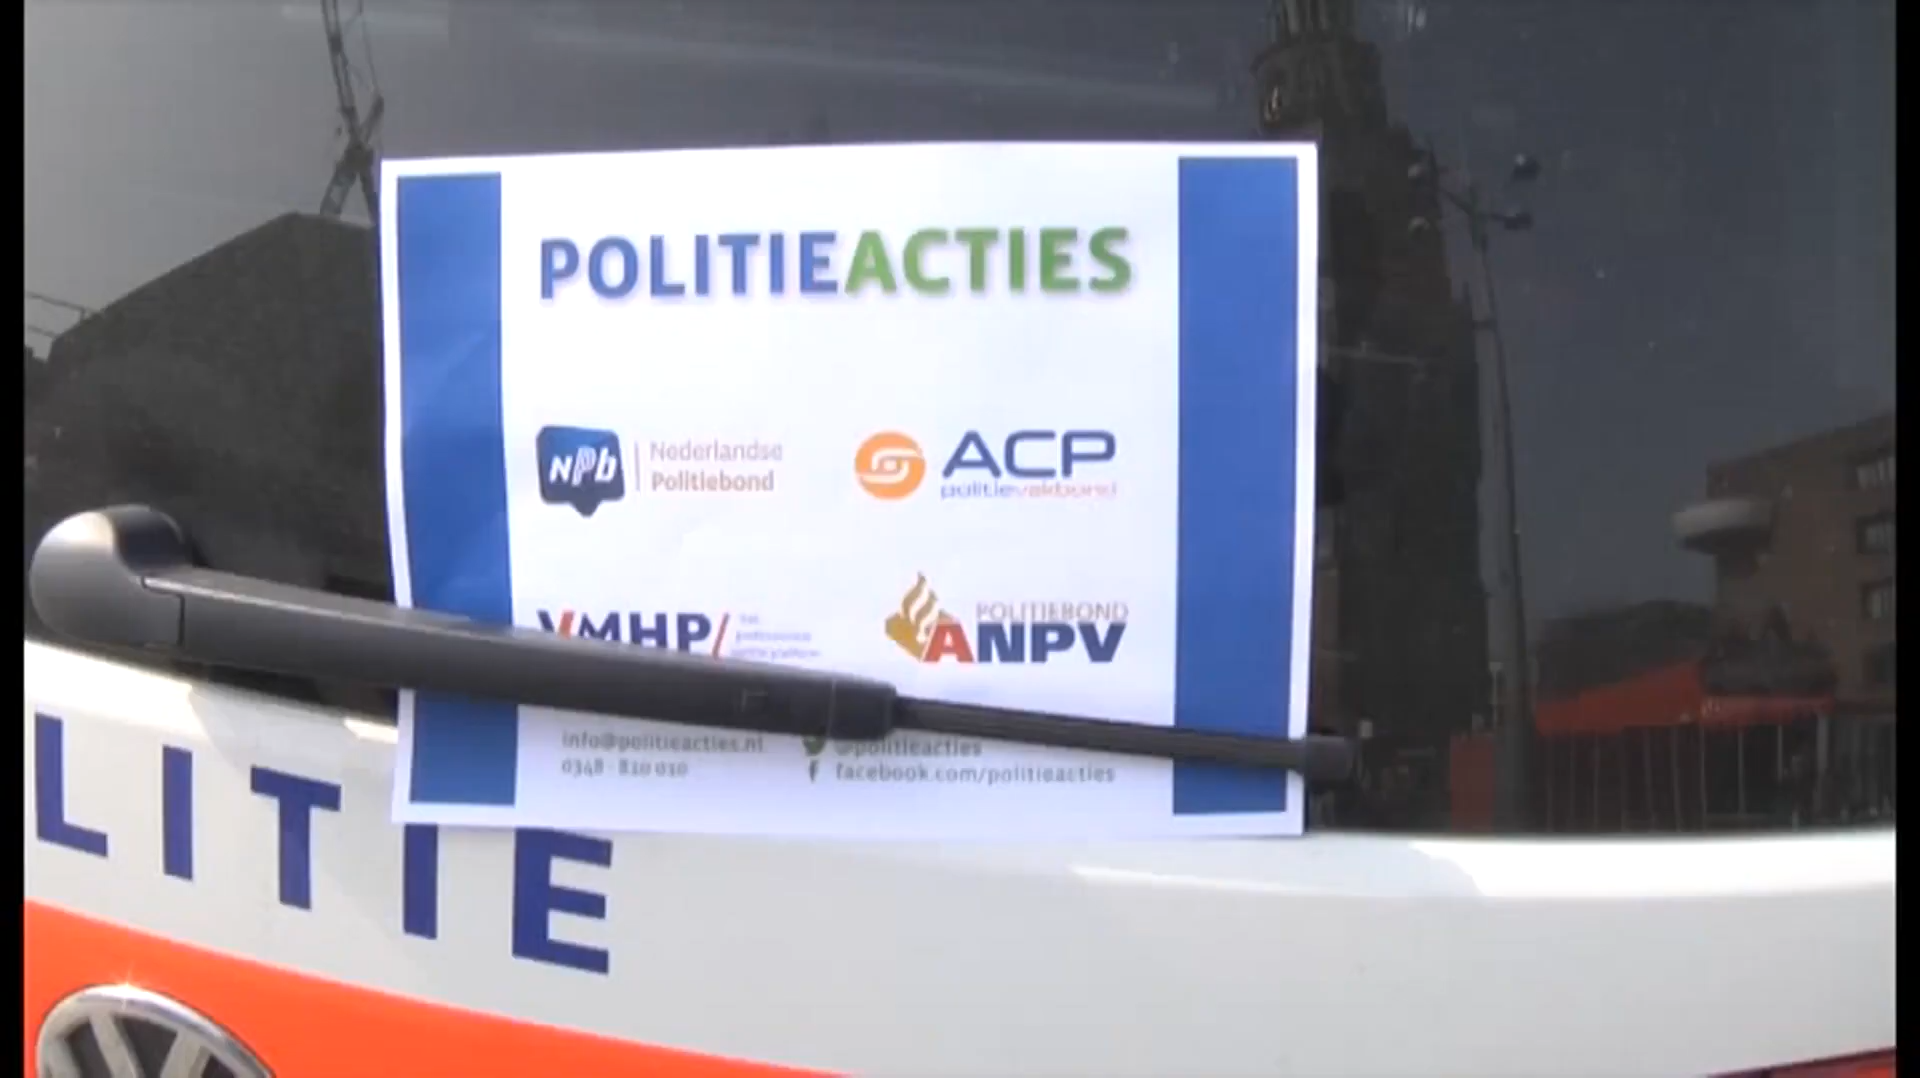 POLITIEACTIES
NPb
Nederlandse
Politiebond
ACP
politievakbond
VMHP/
POLITIEBOND
ANPV
info@politieacties.nl
@politieacties
0348 - 820 010
facebook.com/politieacties
LITIE